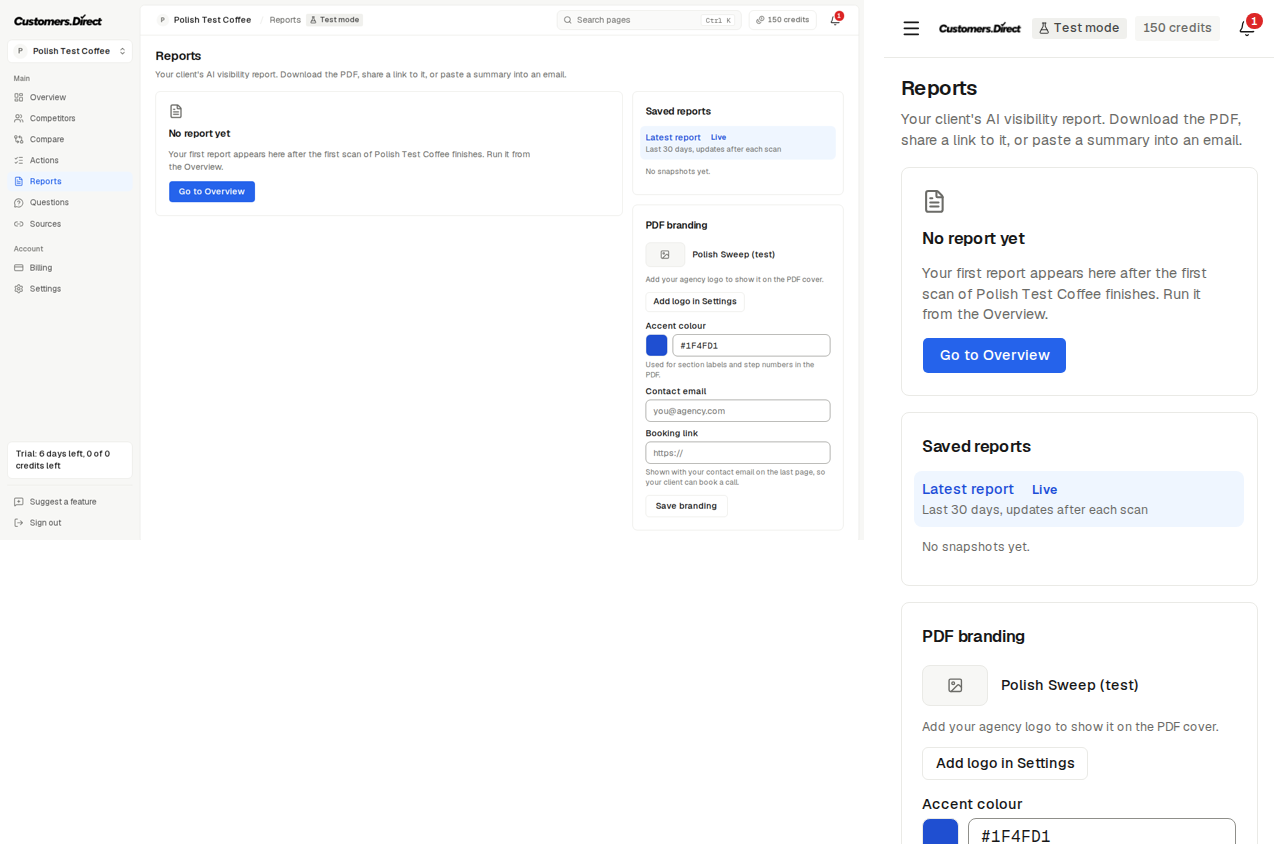 Customers.Direct
P Polish Test Coffee
Main
Overview
Competitors
Compare
Actions
Reports
Questions
Sources
Account
Billing
Settings
Trial: 6 days left, 0 of 0
credits left
Suggest a feature
Sign out
P Polish Test Coffee / Reports Test mode
Search pages Ctrl K
150 credits
1
Reports
Your client's AI visibility report. Download the PDF, share a link to it, or paste a summary into an email.
No report yet
Your first report appears here after the first scan of Polish Test Coffee finishes. Run it from
the Overview.
Go to Overview
Saved reports
Latest report Live
Last 30 days, updates after each scan
No snapshots yet.
PDF branding
Polish Sweep (test)
Add your agency logo to show it on the PDF cover.
Add logo in Settings
Accent colour
#1F4FD1
Used for section labels and step numbers in the
PDF.
Contact email
you@agency.com
Booking link
https://
Shown with your contact email on the last page, so
your client can book a call.
Save branding
Customers.Direct Test mode 150 credits 1
Reports
Your client's AI visibility report. Download the PDF,
share a link to it, or paste a summary into an email.
No report yet
Your first report appears here after the first
scan of Polish Test Coffee finishes. Run it
from the Overview.
Go to Overview
Saved reports
Latest report Live
Last 30 days, updates after each scan
No snapshots yet.
PDF branding
Polish Sweep (test)
Add your agency logo to show it on the PDF cover.
Add logo in Settings
Accent colour
#1F4FD1